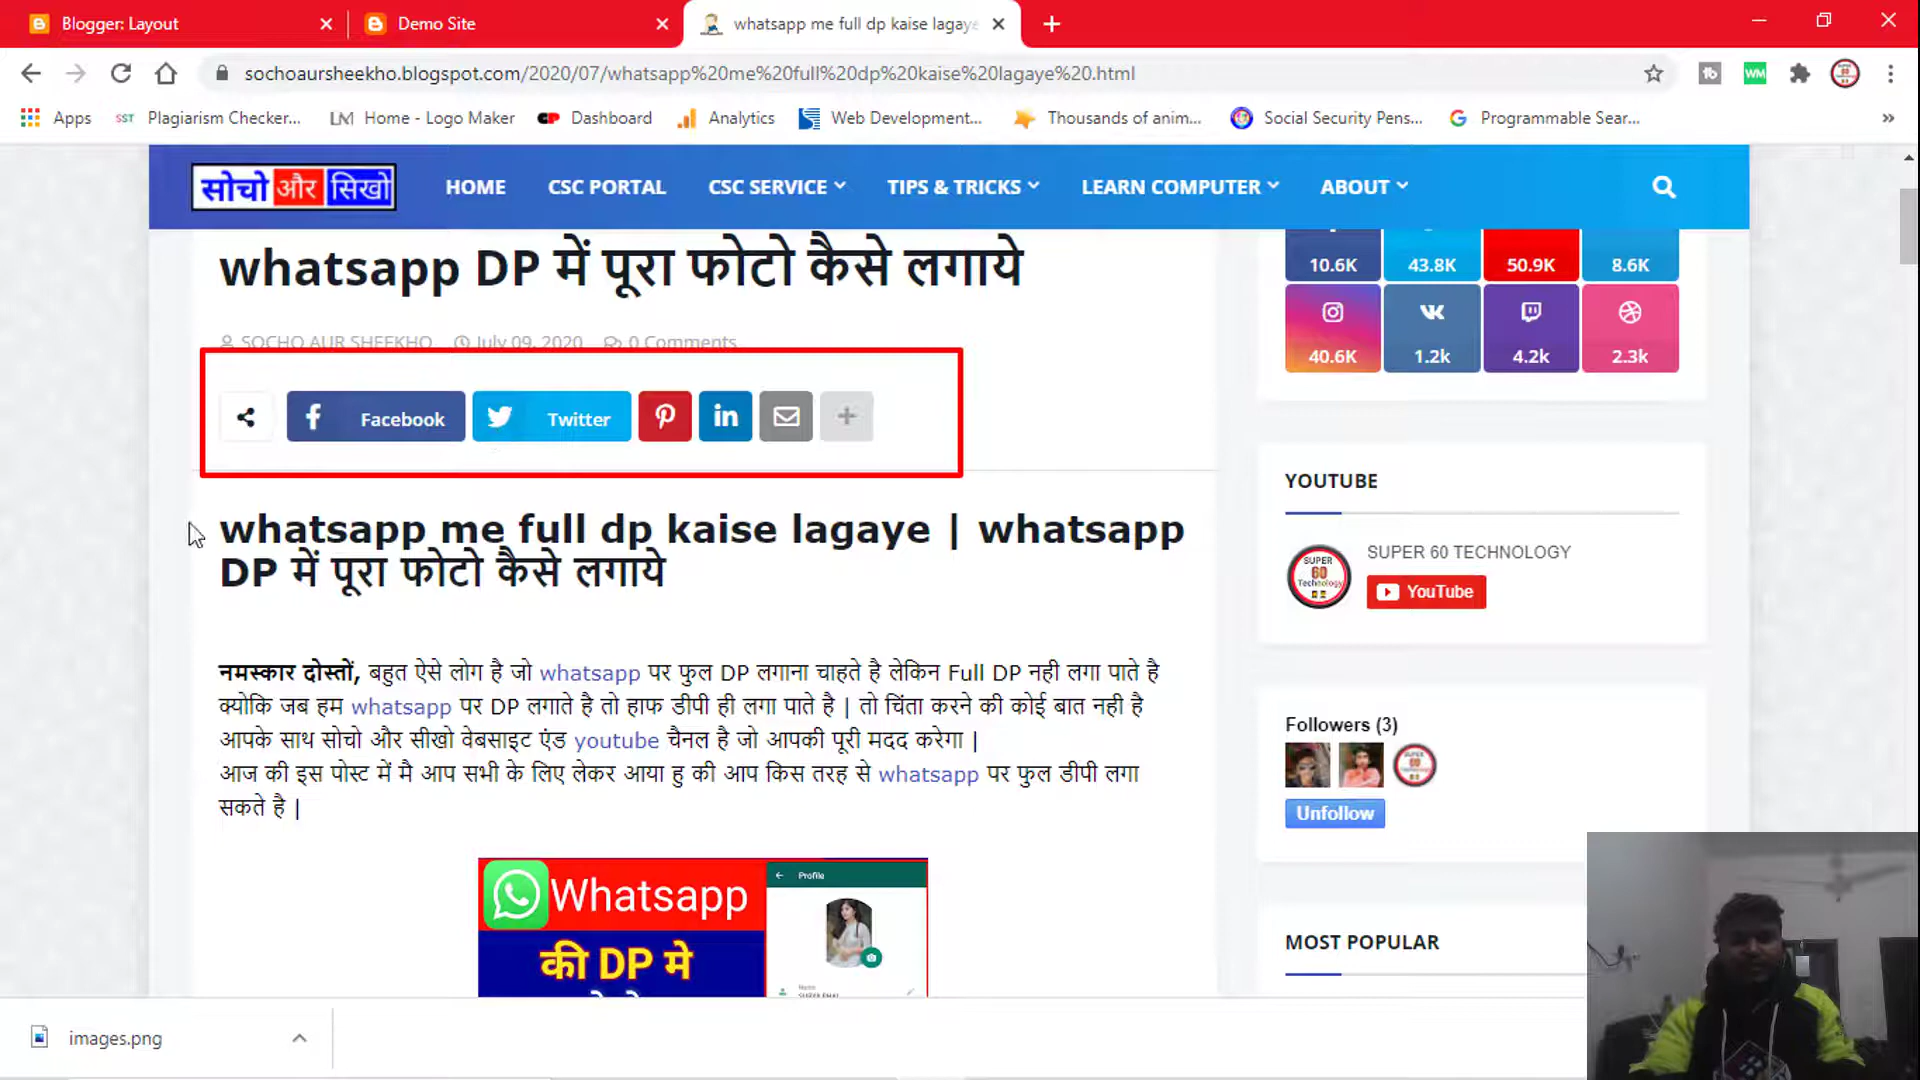 Blogger: Layout
Demo Site
whatsapp me full dp kaise lagaye
sochoaursheekho.blogspot.com/2020/07/whatsapp%20me%20full%20dp%20kaise%20lagaye%20.html
Apps
SST Plagiarism Checker...
LM Home - Logo Maker
Dashboard
Analytics
Web Development...
Thousands of anim...
Social Security Pens...
Programmable Sear...
सोचो और सिखो
HOME
CSC PORTAL
CSC SERVICE
TIPS & TRICKS
LEARN COMPUTER
ABOUT
whatsapp DP में पूरा फोटो कैसे लगाये
SOCHO AUR SHEEKHO July 09, 2020 0 Comments
Facebook
Twitter
whatsapp me full dp kaise lagaye | whatsapp
DP में पूरा फोटो कैसे लगाये
नमस्कार दोस्तों, बहुत ऐसे लोग है जो whatsapp पर फुल DP लगाना चाहते है लेकिन Full DP नही लगा पाते है
क्योकि जब हम whatsapp पर DP लगाते है तो हाफ डीपी ही लगा पाते है | तो चिंता करने की कोई बात नही है
आपके साथ सोचो और सीखो वेबसाइट एंड youtube चैनल है जो आपकी पूरी मदद करेगा |
आज की इस पोस्ट में मै आप सभी के लिए लेकर आया हु की आप किस तरह से whatsapp पर फुल डीपी लगा
सकते है |
Whatsapp
की DP मे
Profile
10.6K
43.8K
50.9K
8.6K
40.6K
1.2k
4.2k
2.3k
YOUTUBE
SUPER 60 Technology
SUPER 60 TECHNOLOGY
YouTube
Followers (3)
Unfollow
MOST POPULAR
images.png